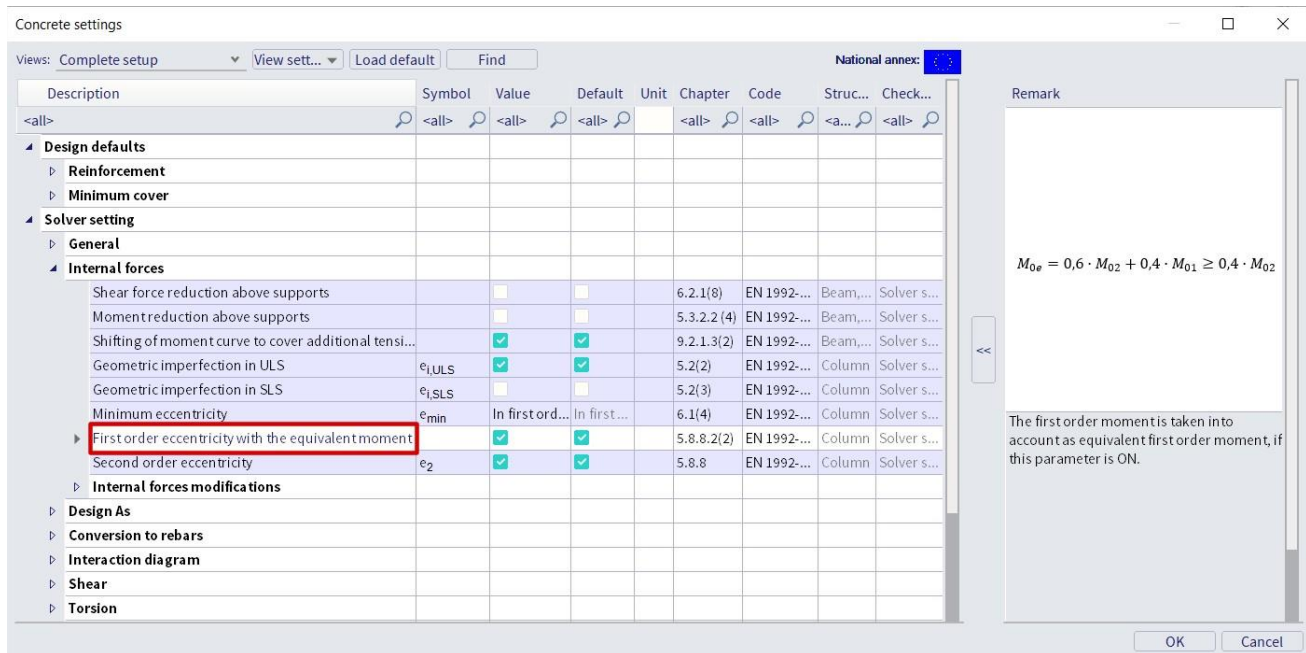 Concrete settings
Views: Complete setup View sett... Load default Find National annex:
Description Symbol Value Default Unit Chapter Code Struc... Check... Remark
<all> <all> <all> <all> <all> <all> <a... <all>
Design defaults
Reinforcement
Minimum cover
Solver setting
General
Internal forces
Shear force reduction above supports 6.2.1(8) EN 1992-... Beam,... Solver s...
Moment reduction above supports 5.3.2.2 (4) EN 1992-... Beam,... Solver s...
Shifting of moment curve to cover additional tensi... 9.2.1.3(2) EN 1992-... Beam,... Solver s...
Geometric imperfection in ULS ei,ULS 5.2(2) EN 1992-... Column Solver s...
Geometric imperfection in SLS ei,SLS 5.2(3) EN 1992-... Column Solver s...
Minimum eccentricity emin In first ord... In first ... 6.1(4) EN 1992-... Column Solver s...
First order eccentricity with the equivalent moment 5.8.8.2(2) EN 1992-... Column Solver s...
Second order eccentricity e2 5.8.8 EN 1992-... Column Solver s...
Internal forces modifications
Design As
Conversion to rebars
Interaction diagram
Shear
Torsion
<<
M0e = 0,6 · M02 + 0,4 · M01 ≥ 0,4 · M02
The first order moment is taken into
account as equivalent first order moment, if
this parameter is ON.
OK Cancel